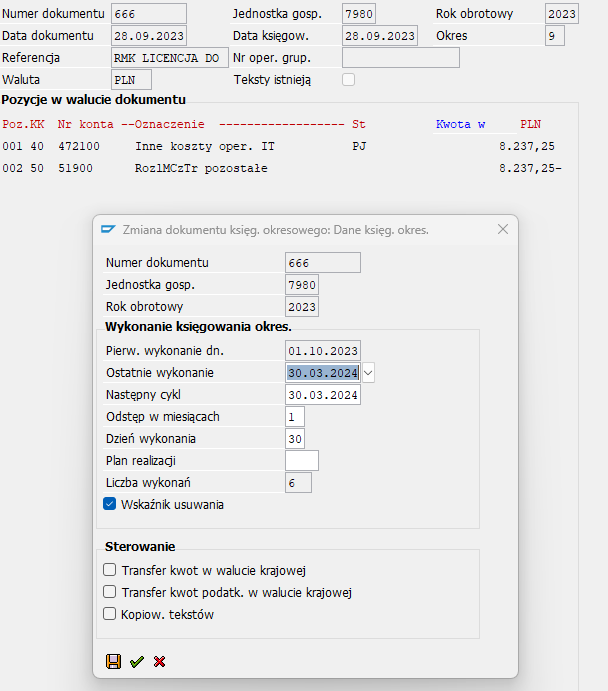 Numer dokumentu 666 Jednostka gosp. 7980 Rok obrotowy 2023
Data dokumentu 28.09.2023 Data księgow. 28.09.2023 Okres 9
Referencja RMK LICENCJA DO Nr oper. grup.
Waluta PLN Teksty istnieją
Pozycje w walucie dokumentu
Poz.KK Nr konta --Oznaczenie ------------------ St Kwota w PLN
001 40 472100 Inne koszty oper. IT PJ 8.237,25
002 50 51900 RozlMCzTr pozostałe 8.237,25-
Zmiana dokumentu księg. okresowego: Dane księg. okres.
Numer dokumentu 666
Jednostka gosp. 7980
Rok obrotowy 2023
Wykonanie księgowania okres.
Pierw. wykonanie dn. 01.10.2023
Ostatnie wykonanie 30.03.2024
Następny cykl 30.03.2024
Odstęp w miesiącach 1
Dzień wykonania 30
Plan realizacji
Liczba wykonań 6
Wskaźnik usuwania
Sterowanie
Transfer kwot w walucie krajowej
Transfer kwot podatk. w walucie krajowej
Kopiow. tekstów